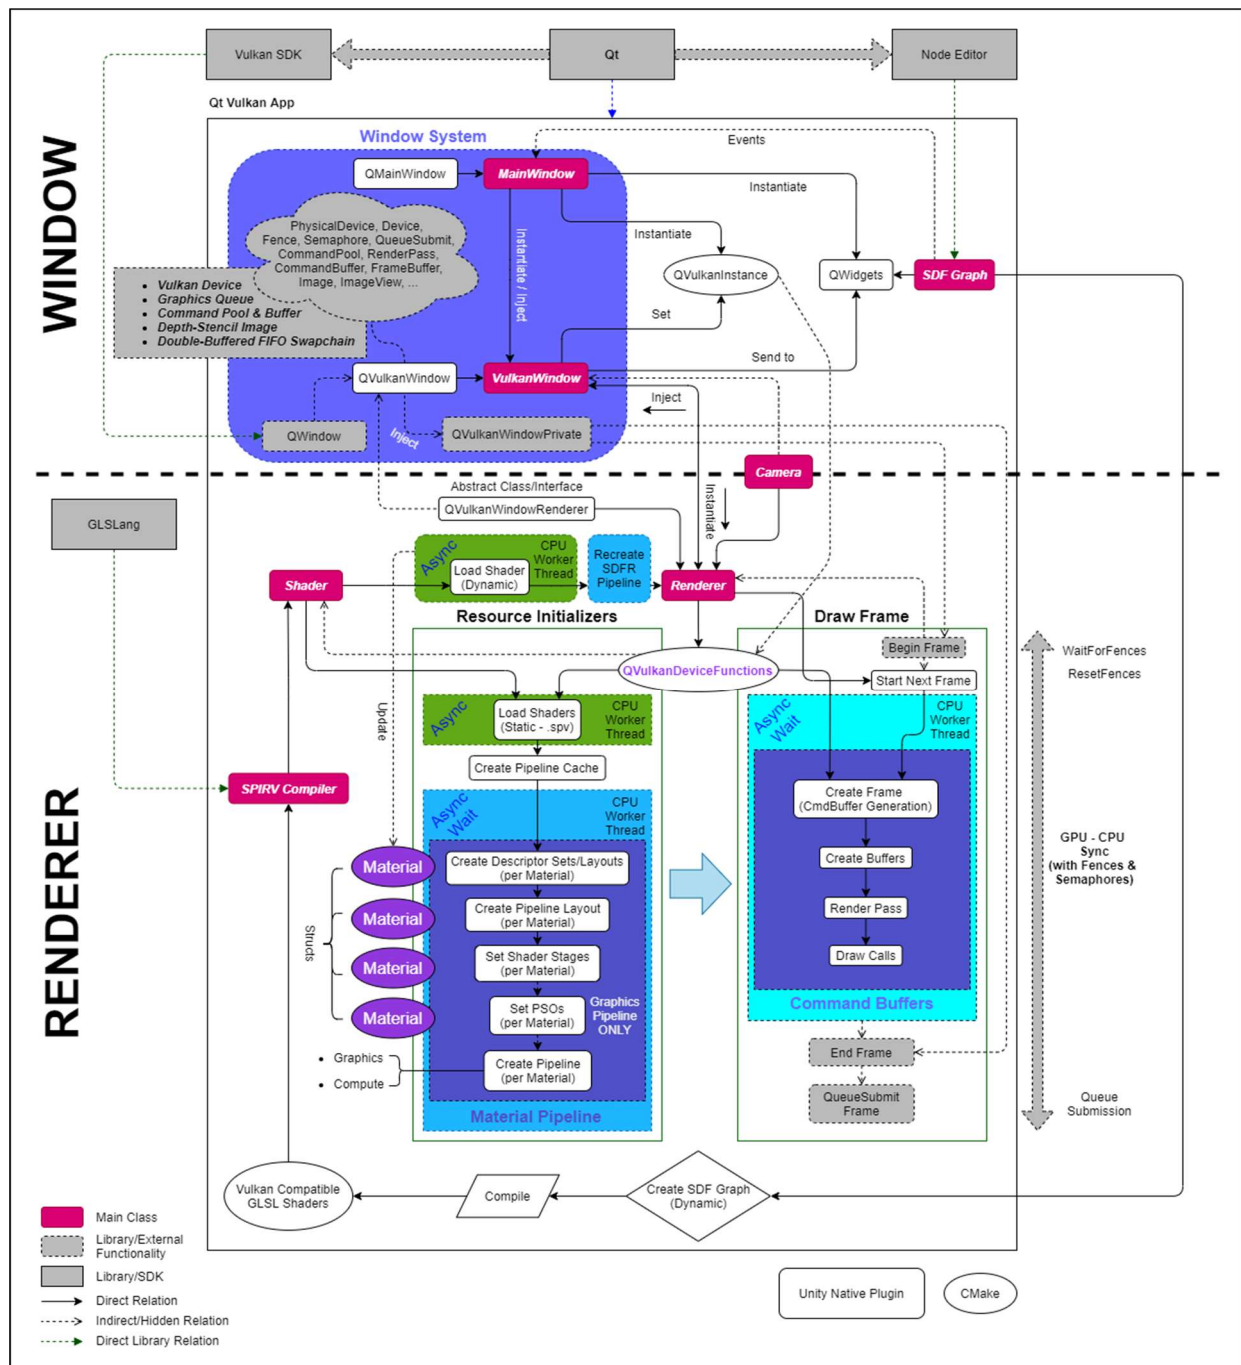 Vulkan SDK
Qt
Node Editor
Qt Vulkan App
WINDOW
Window System
Events
QMainWindow
MainWindow
Instantiate
PhysicalDevice, Device,
Fence, Semaphore, QueueSubmit,
CommandPool, RenderPass,
CommandBuffer, FrameBuffer,
Image, ImageView, ...
Instartiate / Inject
Instantiate
QVulkanInstance
QWidgets
SDF Graph
• Vulkan Device
• Graphics Queue
• Command Pool & Buffer
• Depth-Stencil Image
• Double-Buffered FIFO Swapchain
Set
Send to
QVulkanWindow
VulkanWindow
Inject
QWindow
Inject
QVulkanWindowPrivate
Camera
RENDERER
GLSLang
Abstract Class/Interface
QVulkanWindowRenderer
Instantiate
Async
CPU
Worker
Thread
Load Shader
(Dynamic)
Recreate
SDFR
Pipeline
Shader
Renderer
Resource Initializers
Draw Frame
Begin Frame
WaitForFences
ResetFences
QVulkanDeviceFunctions
Start Next Frame
Update
Async
Load Shaders
(Static - .spv)
CPU
Worker
Thread
Async
Wait
CPU
Worker
Thread
Create Pipeline Cache
SPIRV Compiler
Create Frame
(CmdBuffer Generation)
Async
Wait
CPU
Worker
Thread
GPU - CPU
Sync
(with Fences &
Semaphores)
Material
Material
Material
Material
Structs
Create Descriptor Sets/Layouts
(per Material)
Create Pipeline Layout
(per Material)
Set Shader Stages
(per Material)
Set PSOs
(per Material)
Graphics
Pipeline
ONLY
Create Pipeline
(per Material)
• Graphics
• Compute
Material Pipeline
Create Buffers
Render Pass
Draw Calls
Command Buffers
End Frame
QueueSubmit
Frame
Queue
Submission
Vulkan Compatible
GLSL Shaders
Compile
Create SDF Graph
(Dynamic)
Main Class
Library/External
Functionality
Library/SDK
Direct Relation
Indirect/Hidden Relation
Direct Library Relation
Unity Native Plugin
CMake